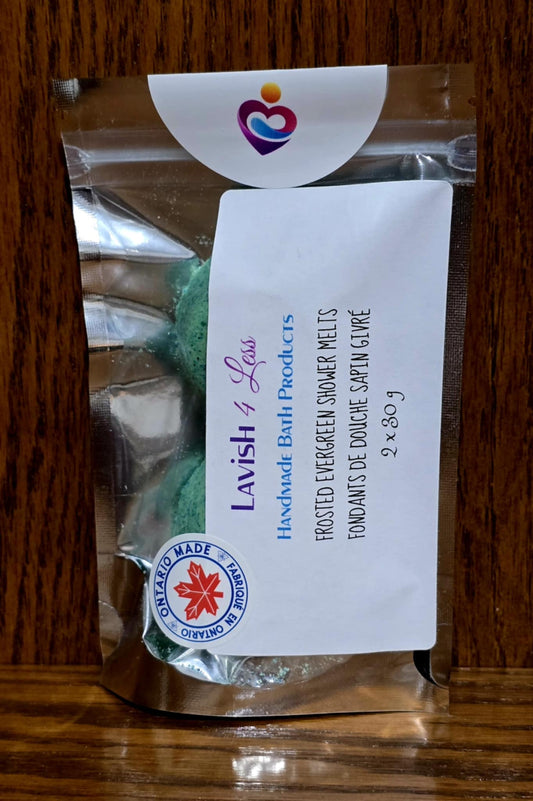 Lavish 4 Less
Handmade Bath Products
FROSTED EVERGREEN SHOWER MELTS
FONDANTS DE DOUCHE SAPIN GIVRÉ
2 x 30 g
ONTARIO MADE
FABRIQUÉ EN ONTARIO